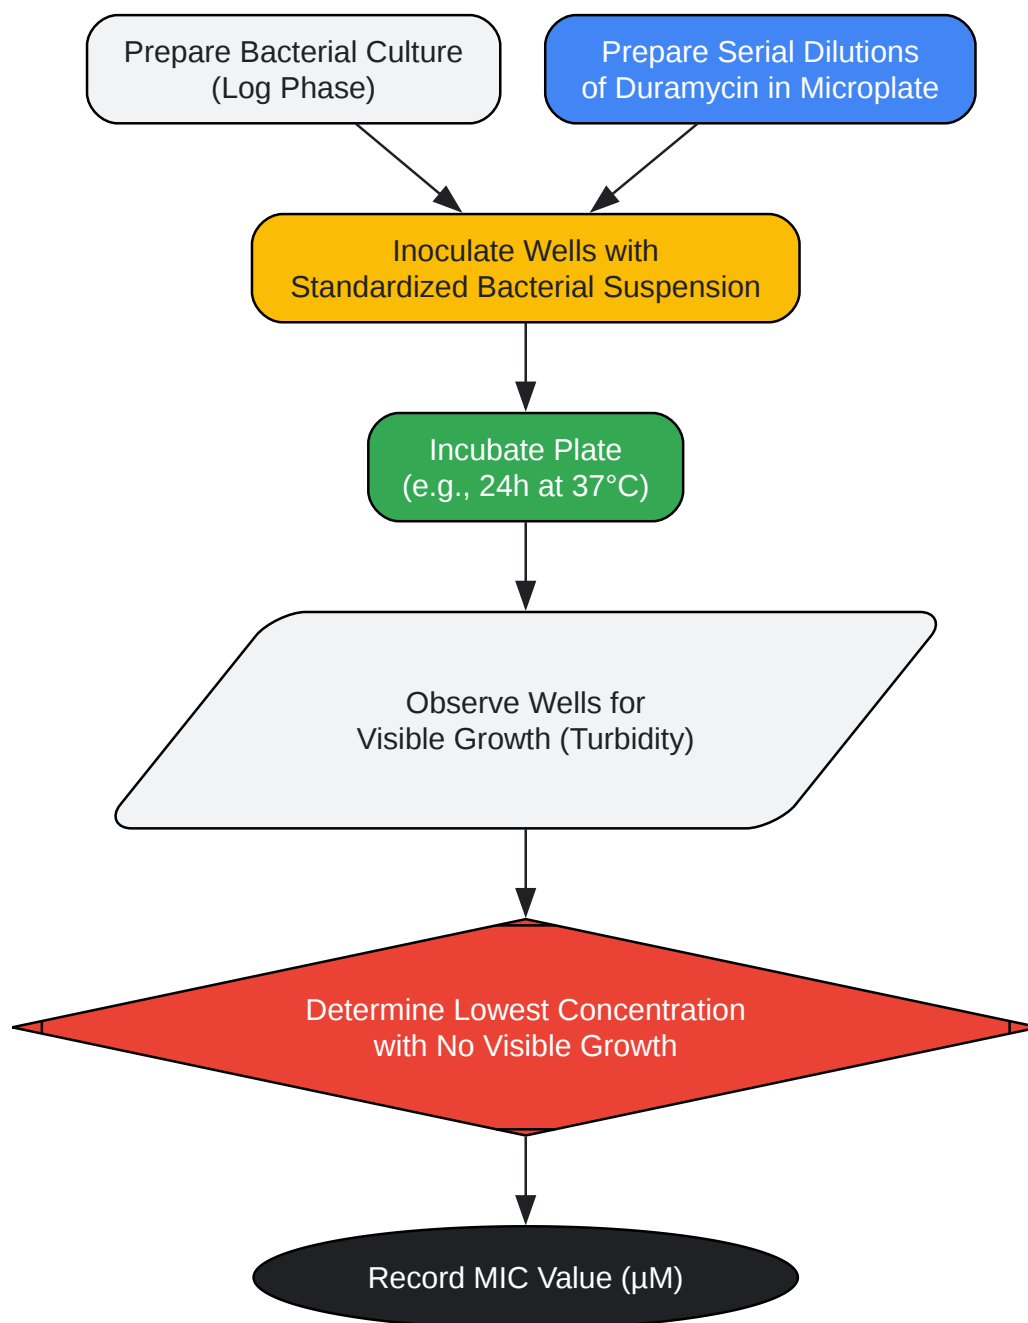 Prepare Bacterial Culture
(Log Phase)
Prepare Serial Dilutions
of Duramycin in Microplate
Inoculate Wells with
Standardized Bacterial Suspension
Incubate Plate
(e.g., 24h at 37°C)
Observe Wells for
Visible Growth (Turbidity)
Determine Lowest Concentration
with No Visible Growth
Record MIC Value (µM)